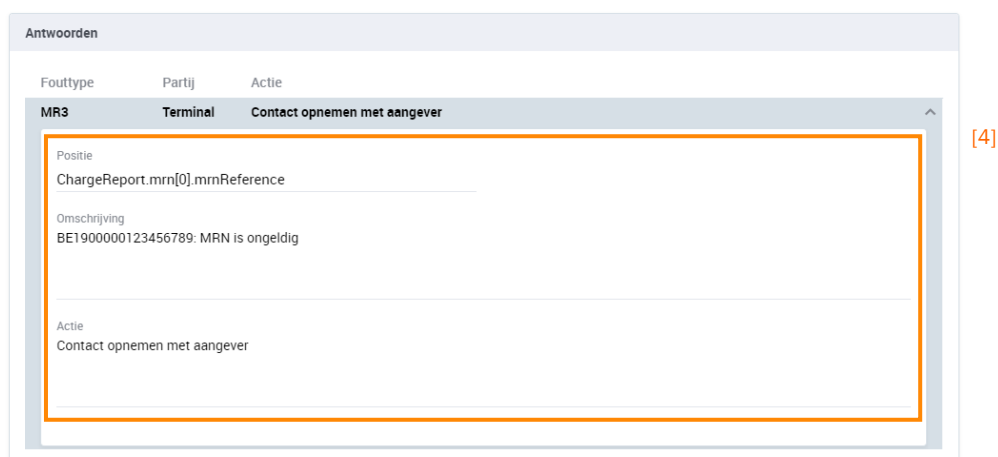 Antwoorden
Fouttype Partij Actie
MR3 Terminal Contact opnemen met aangever
[4]
Positie
ChargeReport.mrn[0].mrnReference
Omschrijving
BE1900000123456789: MRN is ongeldig
Actie
Contact opnemen met aangever